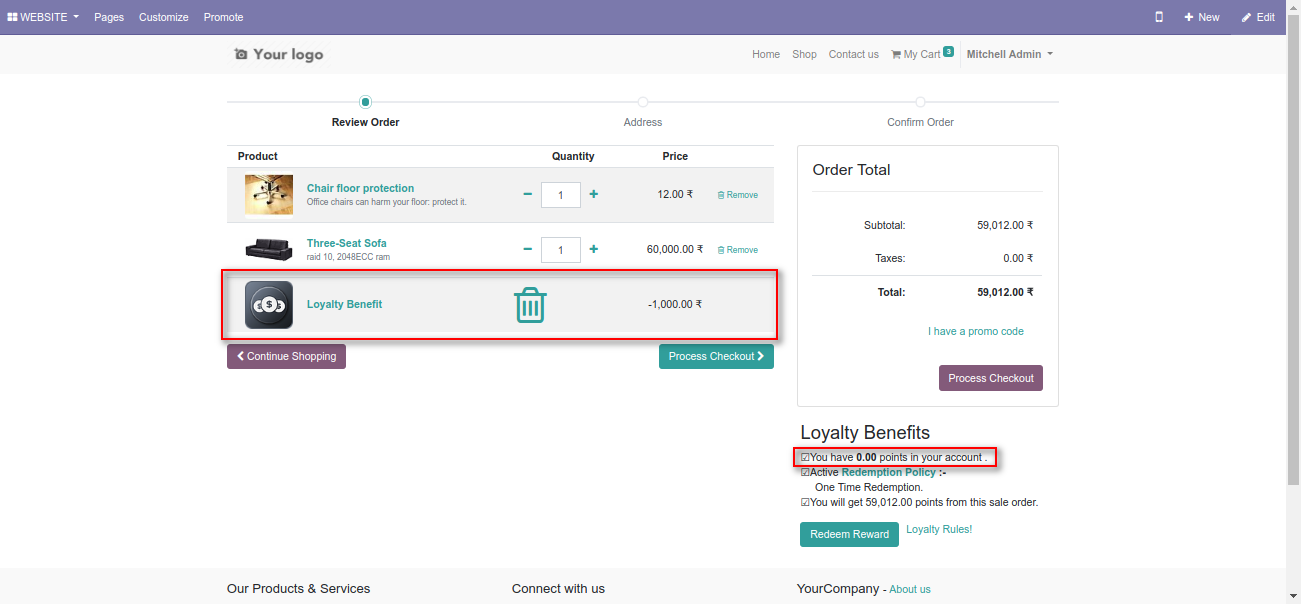 WEBSITE Pages Customize Promote New Edit
Your logo Home Shop Contact us My Cart 3 Mitchell Admin
Review Order Address Confirm Order
Product Quantity Price
Chair floor protection
Office chairs can harm your floor: protect it.
1 12.00 ₹ Remove
Three-Seat Sofa
raid 10, 2048ECC ram
1 60,000.00 ₹ Remove
Loyalty Benefit -1,000.00 ₹
Continue Shopping Process Checkout
Order Total
Subtotal: 59,012.00 ₹
Taxes: 0.00 ₹
Total: 59,012.00 ₹
I have a promo code
Process Checkout
Loyalty Benefits
☑You have 0.00 points in your account .
☑Active Redemption Policy :-
One Time Redemption.
☑You will get 59,012.00 points from this sale order.
Redeem Reward Loyalty Rules!
Our Products & Services Connect with us YourCompany - About us